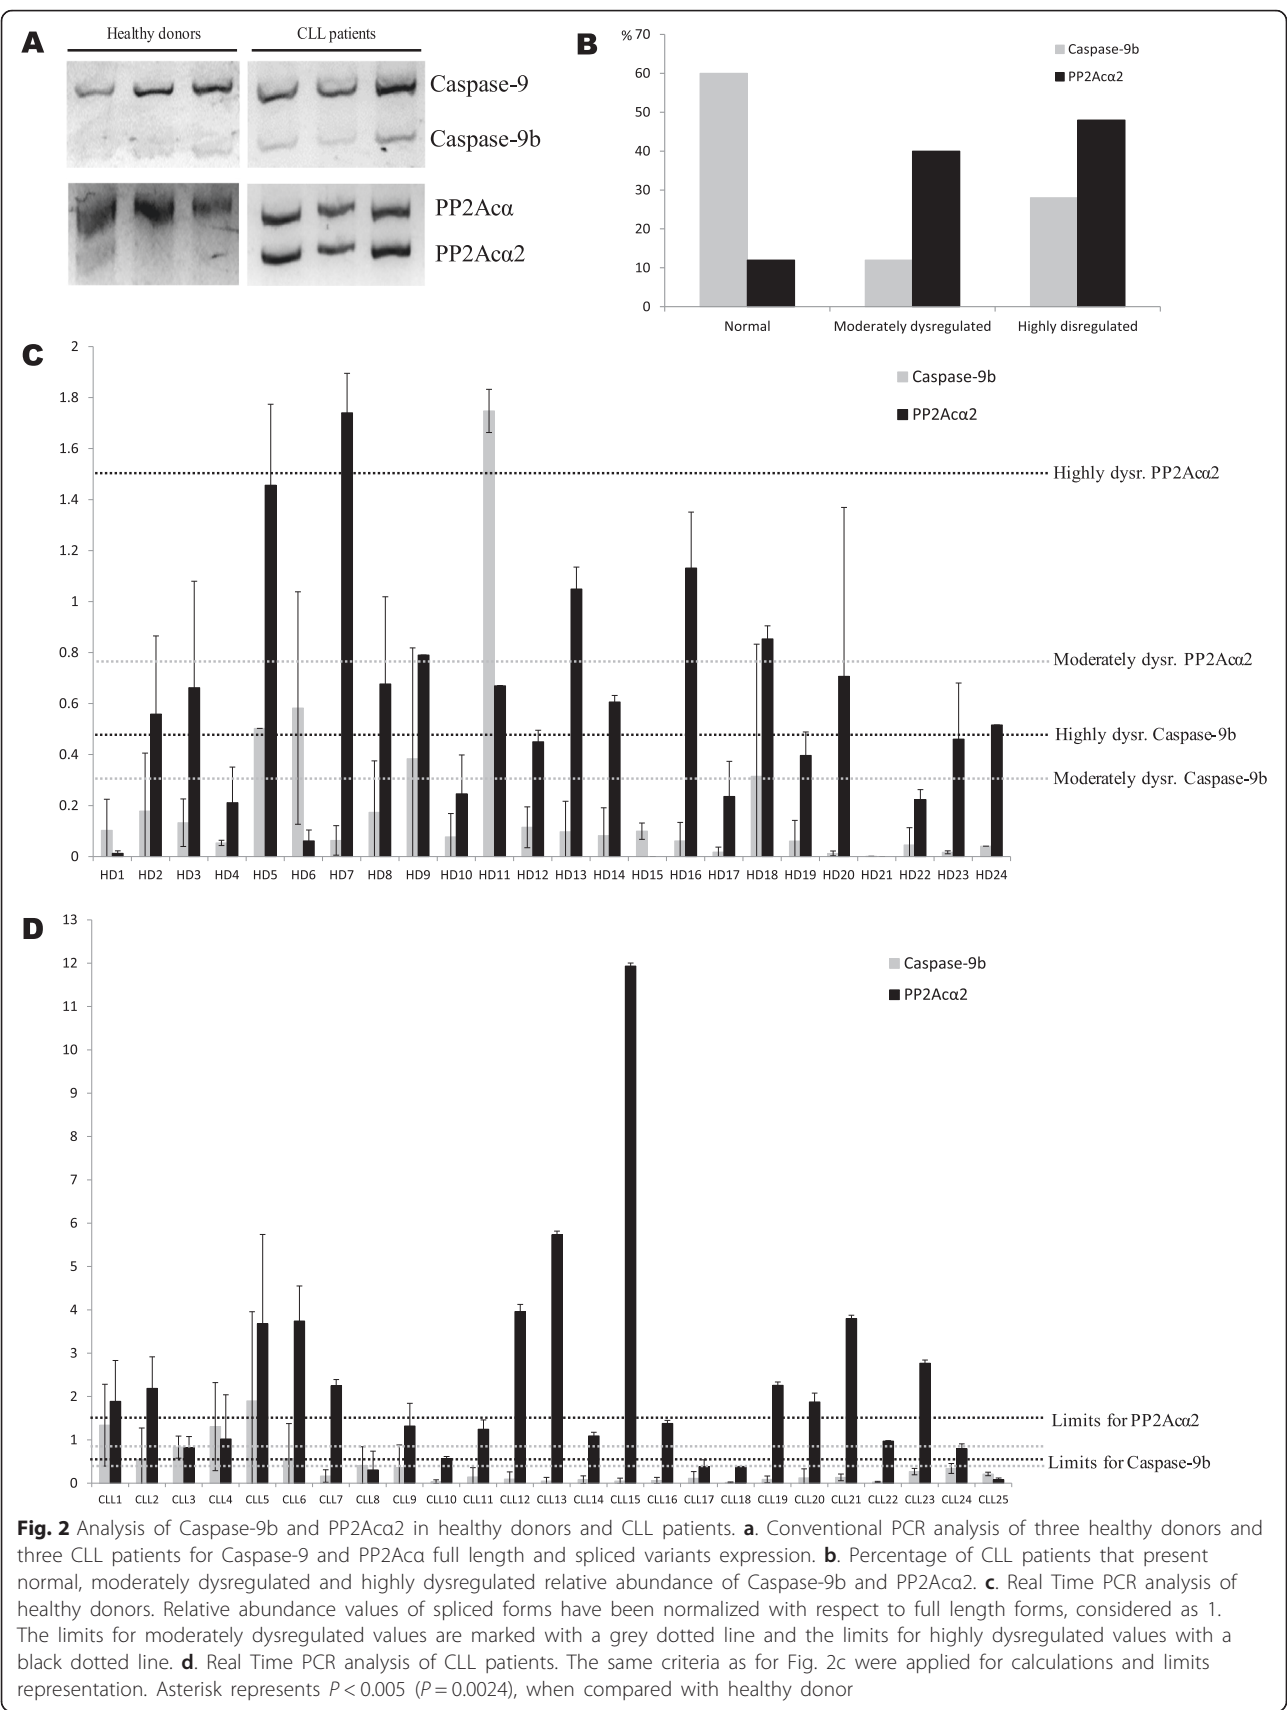 A
Healthy donors
CLL patients
Caspase-9
Caspase-9b
PP2Acα
PP2Acα2
B
% 70
60
50
40
30
20
10
0
Caspase-9b
PP2Acα2
Normal
Moderately dysregulated
Highly disregulated
C
2
1.8
1.6
1.4
1.2
1
0.8
0.6
0.4
0.2
0
Caspase-9b
PP2Acα2
Highly dysr. PP2Acα2
Moderately dysr. PP2Acα2
Highly dysr. Caspase-9b
Moderately dysr. Caspase-9b
HD1 HD2 HD3 HD4 HD5 HD6 HD7 HD8 HD9 HD10 HD11 HD12 HD13 HD14 HD15 HD16 HD17 HD18 HD19 HD20 HD21 HD22 HD23 HD24
D
13
12
11
10
9
8
7
6
5
4
3
2
1
0
Caspase-9b
PP2Acα2
Limits for PP2Acα2
Limits for Caspase-9b
CLL1 CLL2 CLL3 CLL4 CLL5 CLL6 CLL7 CLL8 CLL9 CLL10 CLL11 CLL12 CLL13 CLL14 CLL15 CLL16 CLL17 CLL18 CLL19 CLL20 CLL21 CLL22 CLL23 CLL24 CLL25
Fig. 2 Analysis of Caspase-9b and PP2Acα2 in healthy donors and CLL patients. a. Conventional PCR analysis of three healthy donors and
three CLL patients for Caspase-9 and PP2Acα full length and spliced variants expression. b. Percentage of CLL patients that present
normal, moderately dysregulated and highly dysregulated relative abundance of Caspase-9b and PP2Acα2. c. Real Time PCR analysis of
healthy donors. Relative abundance values of spliced forms have been normalized with respect to full length forms, considered as 1.
The limits for moderately dysregulated values are marked with a grey dotted line and the limits for highly dysregulated values with a
black dotted line. d. Real Time PCR analysis of CLL patients. The same criteria as for Fig. 2c were applied for calculations and limits
representation. Asterisk represents P < 0.005 (P = 0.0024), when compared with healthy donor